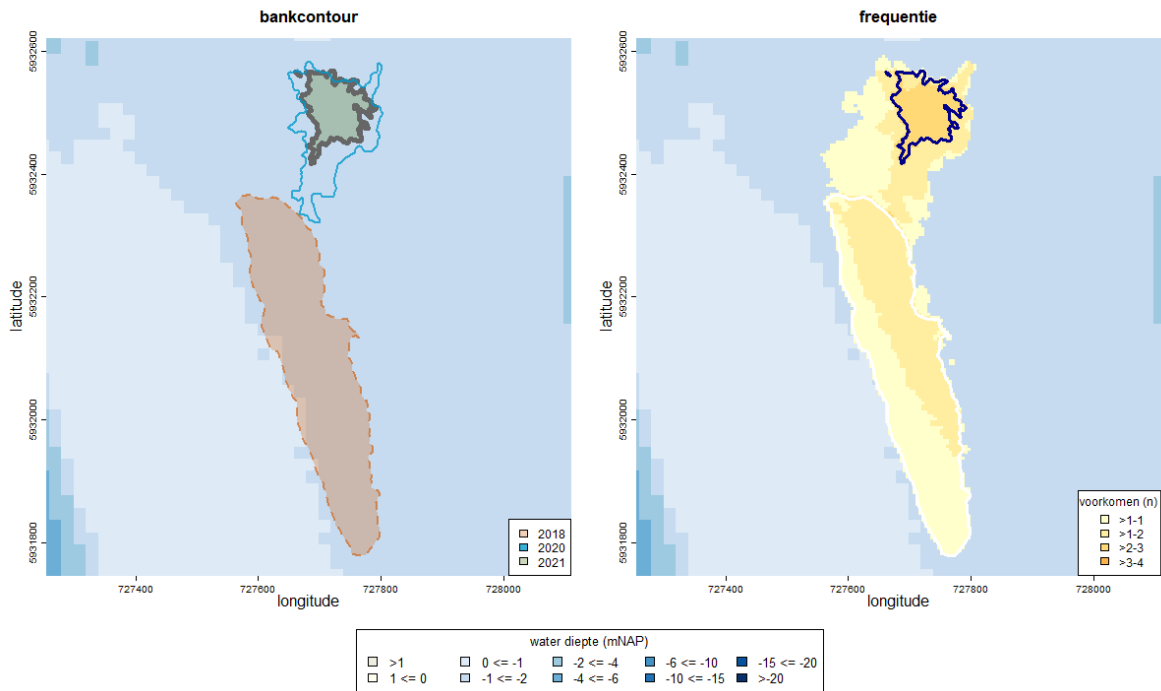 bankcontour
5932600
5932400
5932200
5932000
5931800
latitude
727400
727600
727800
728000
longitude
2018
2020
2021
frequentie
5932600
5932400
5932200
5932000
5931800
latitude
727400
727600
727800
728000
longitude
voorkomen (n)
>1-1
>1-2
>2-3
>3-4
water diepte (mNAP)
>1 0 <= -1 -2 <= -4 -6 <= -10 -15 <= -20
1 <= 0 -1 <= -2 -4 <= -6 -10 <= -15 >-20